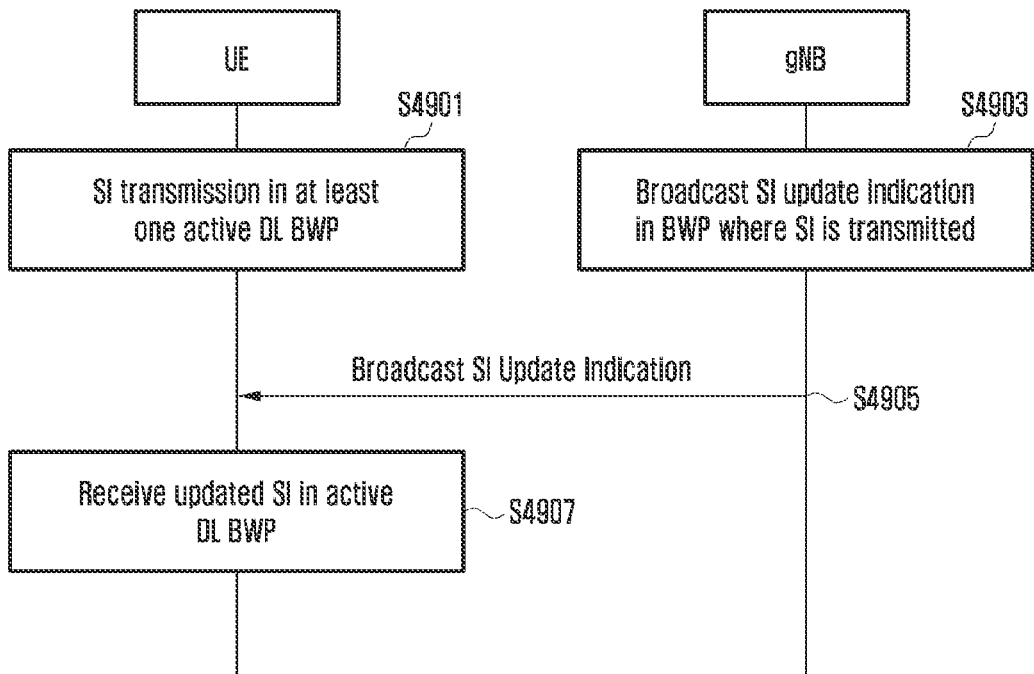 UE
gNB
S4901
S4903
SI transmission in at least
one active DL BWP
Broadcast SI update indication
in BWP where SI is transmitted
Broadcast SI Update Indication
S4905
Receive updated SI in active
DL BWP
S4907